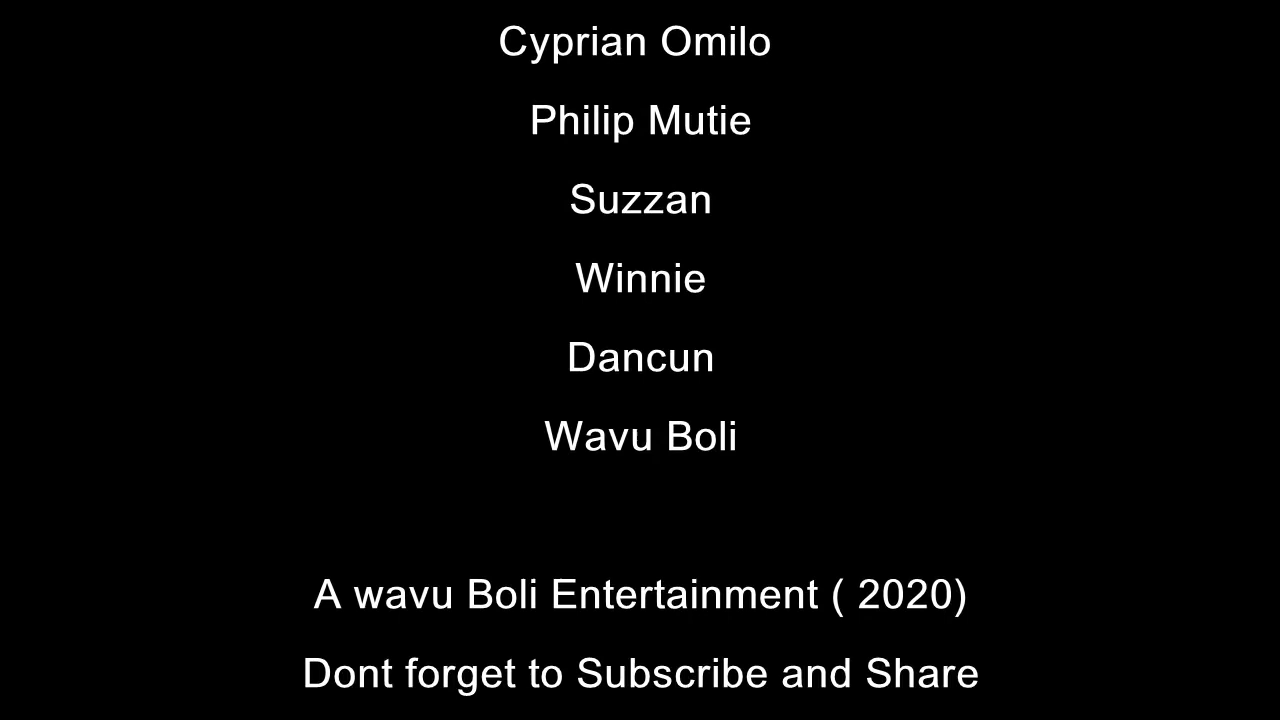 Cyprian Omilo
Philip Mutie
Suzzan
Winnie
Dancun
Wavu Boli
A wavu Boli Entertainment ( 2020)
Dont forget to Subscribe and Share